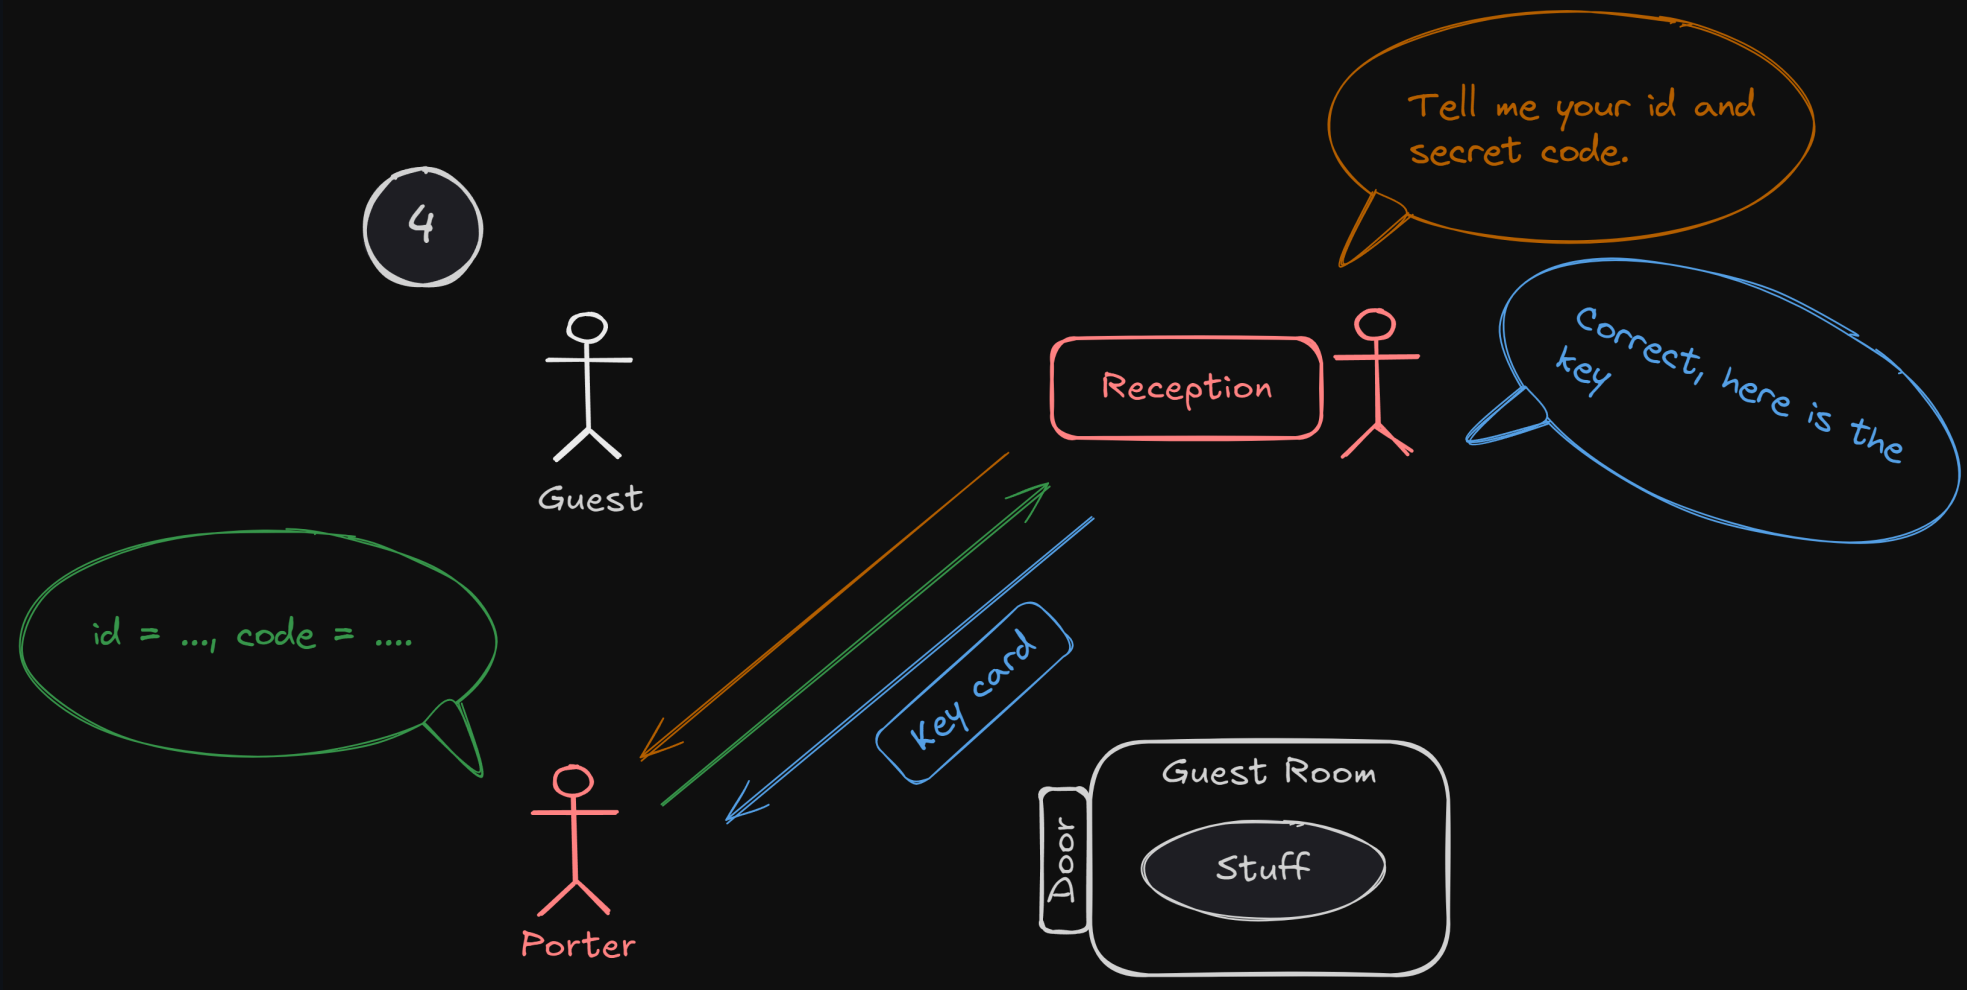 Tell me your id and
secret code.
4
Correct, here is the
key
Reception
Guest
id = ..., code = ....
Key card
Guest Room
Stuff
Door
Porter